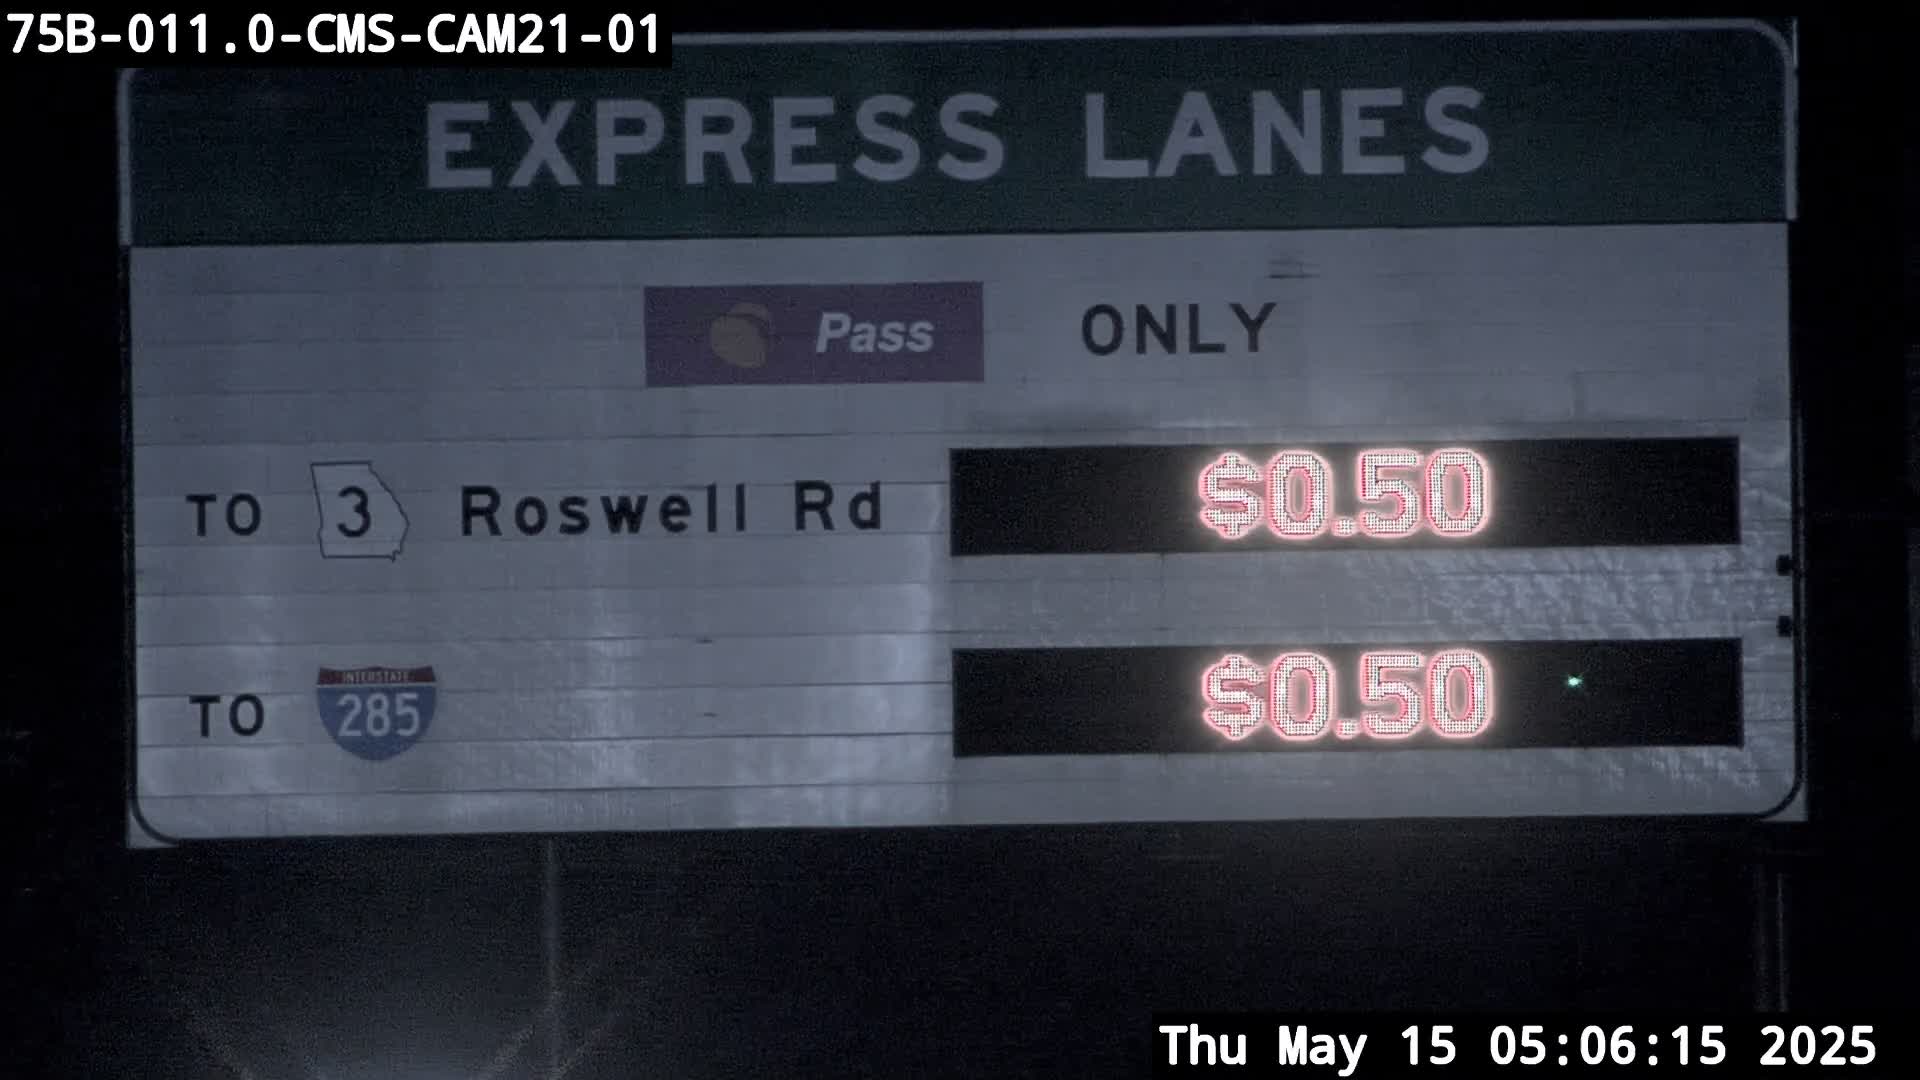 75B-011.0-CMS-CAM21-01
EXPRESS LANES
Pass ONLY
TO 3 Roswell Rd $0.50
TO INTERSTATE 285 $0.50
Thu May 15 05:06:15 2025